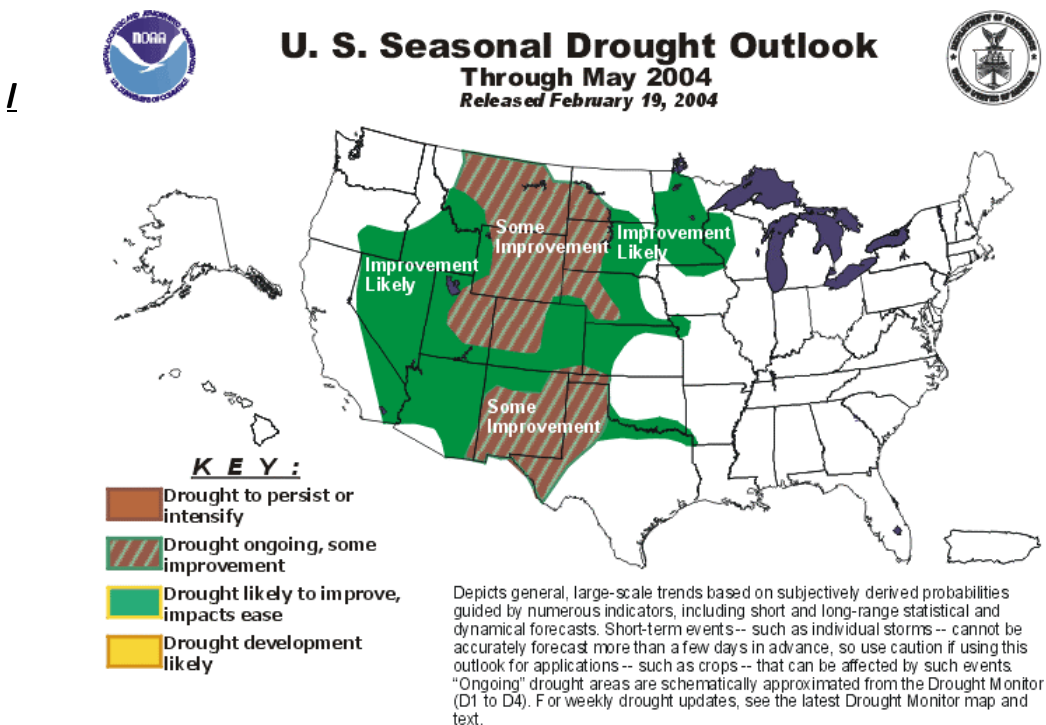 NOAA
U. S. Seasonal Drought Outlook
Through May 2004
Released February 19, 2004
I
Some
Improvement
Improvement
Likely
Improvement
Likely
Some
Improvement
K E Y :
Drought to persist or
intensify
Drought ongoing, some
improvement
Drought likely to improve,
impacts ease
Drought development
likely
Depicts general, large-scale trends based on subjectively derived probabilities
guided by numerous indicators, including short and long-range statistical and
dynamical forecasts. Short-term events -- such as individual storms -- cannot be
accurately forecast more than a few days in advance, so use caution if using this
outlook for applications -- such as crops -- that can be affected by such events.
“Ongoing” drought areas are schematically approximated from the Drought Monitor
(D1 to D4). For weekly drought updates, see the latest Drought Monitor map and
text.